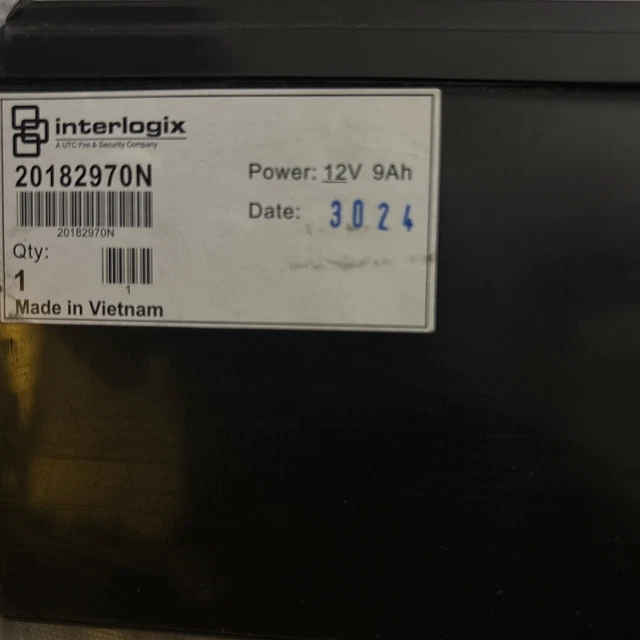 interlogix
A UTC Fire & Security Company
20182970N
20182970N
Power: 12V 9Ah
Date: 3024
Qty:
1
1
Made in Vietnam